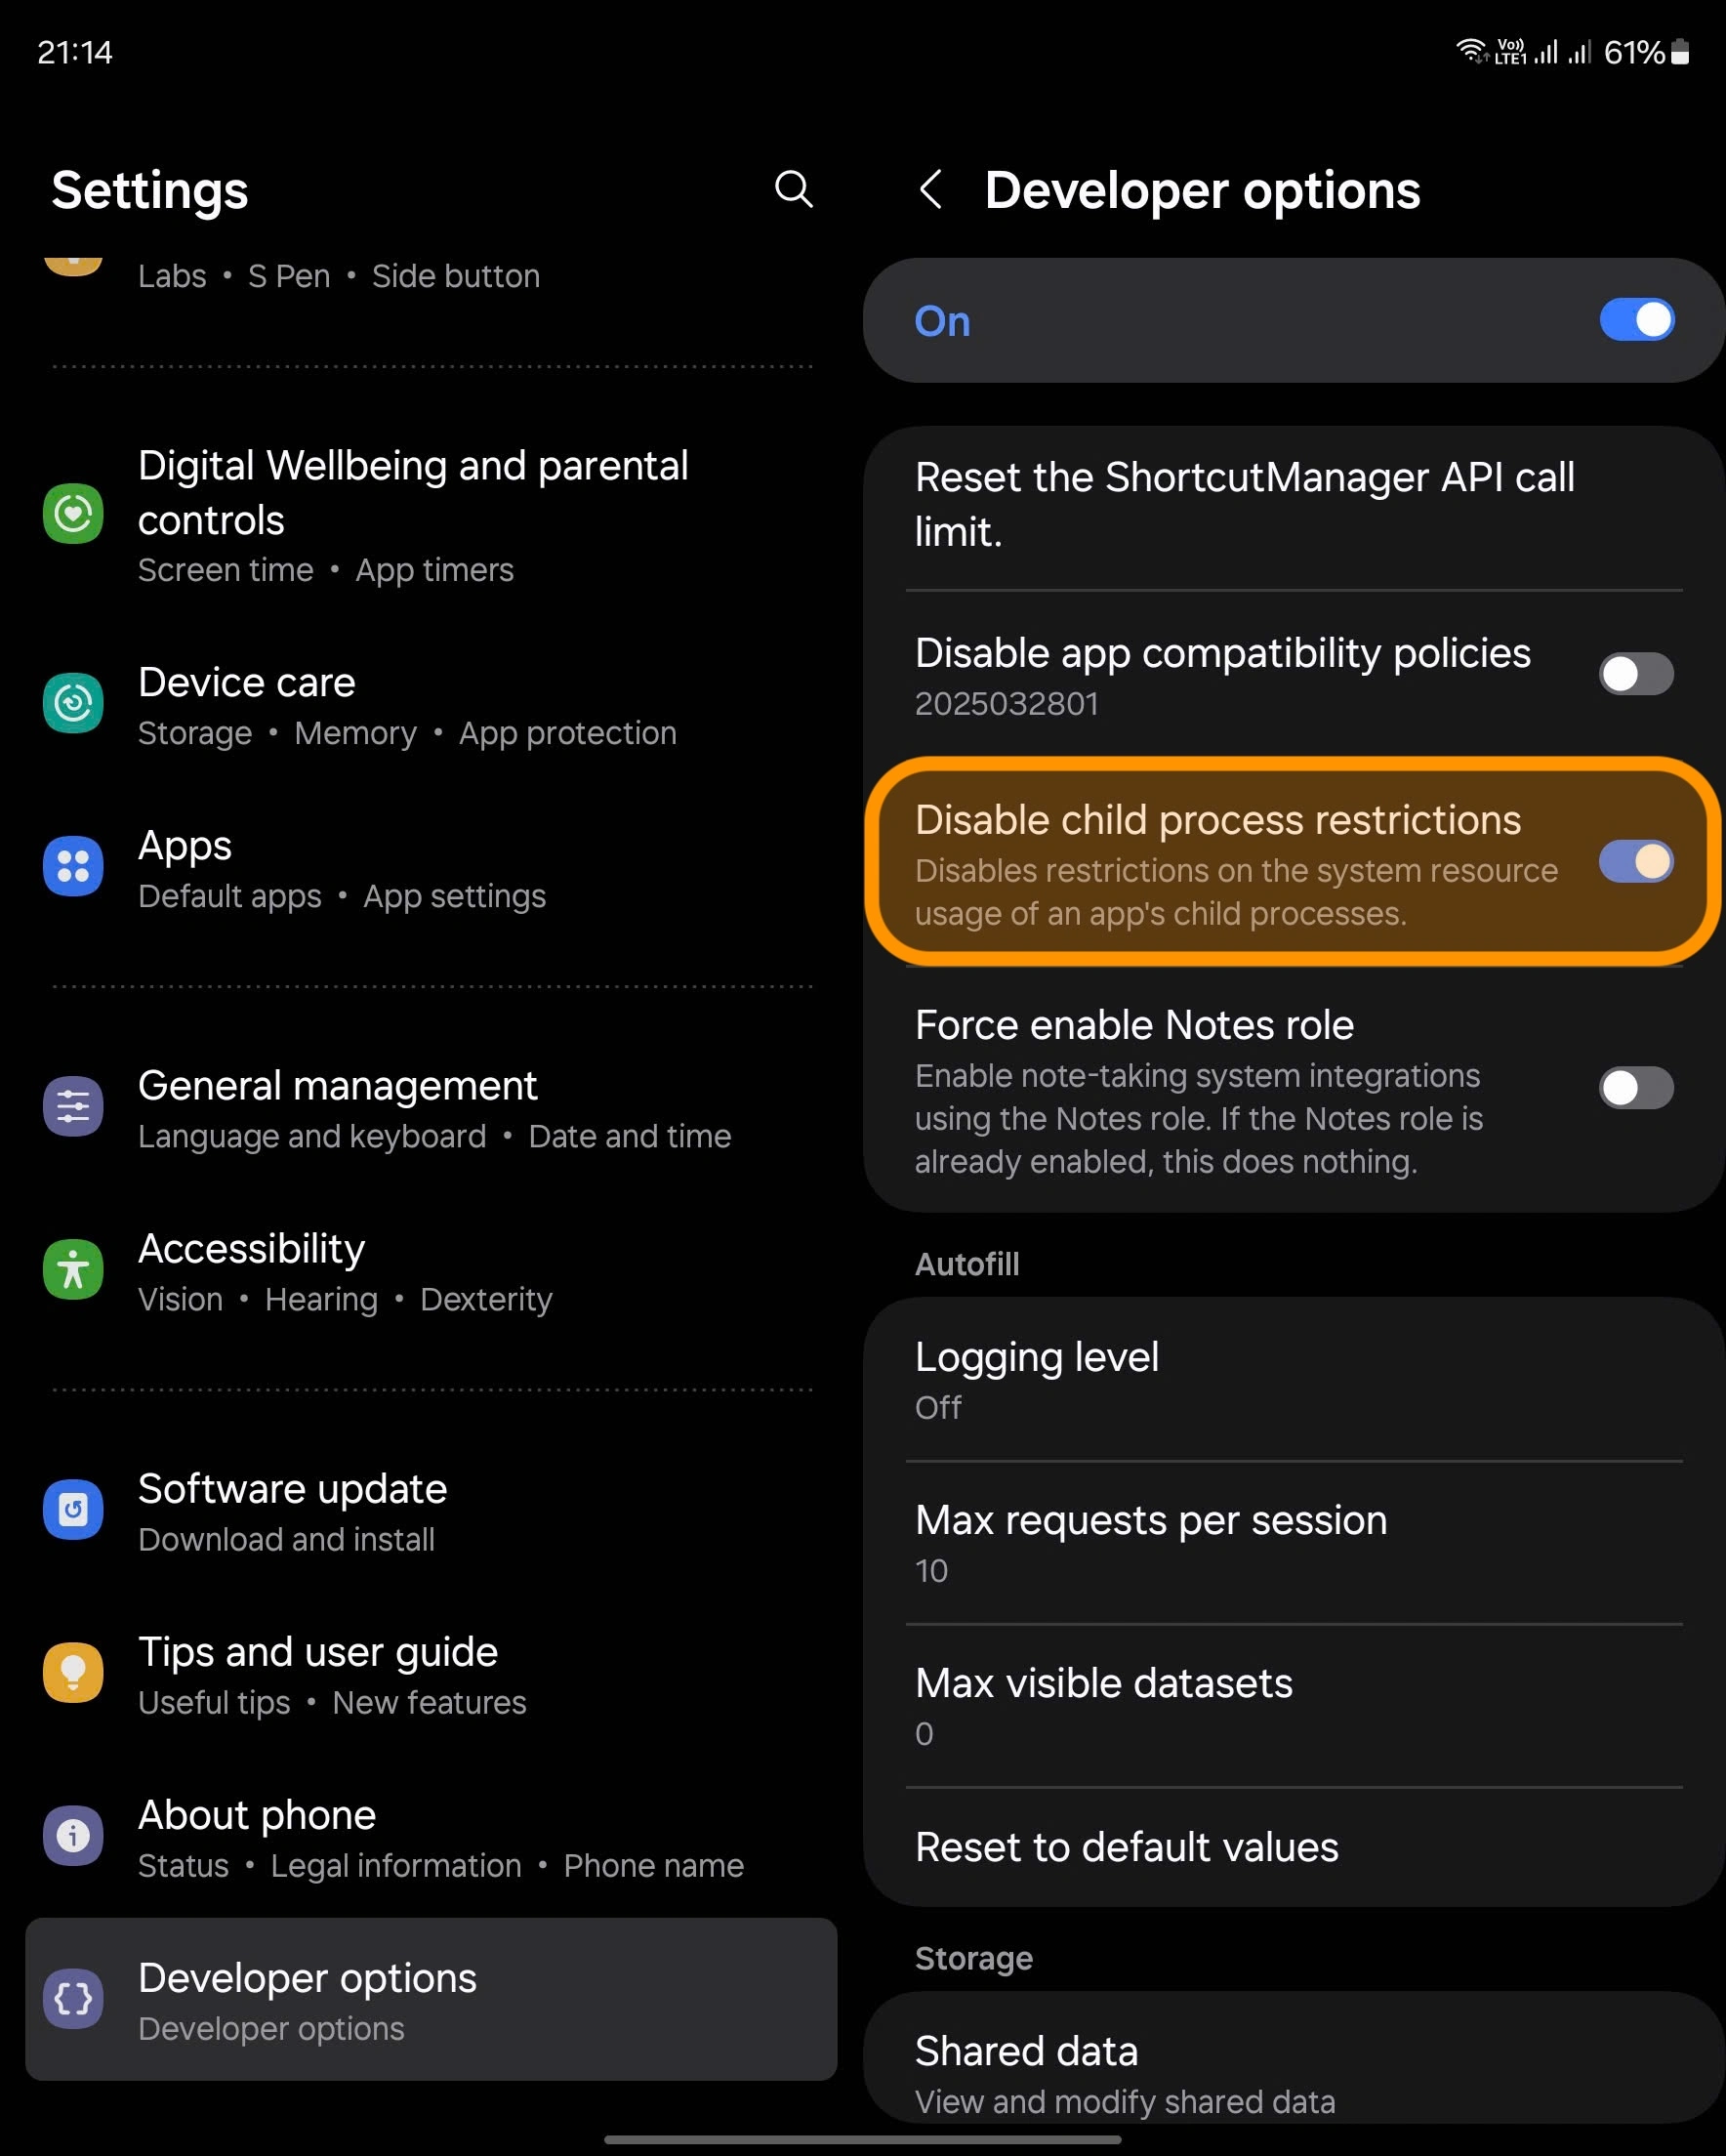 21:14
Vo)) LTE1 61%
Settings
Labs • S Pen • Side button
Digital Wellbeing and parental
controls
Screen time • App timers
Device care
Storage • Memory • App protection
Apps
Default apps • App settings
General management
Language and keyboard • Date and time
Accessibility
Vision • Hearing • Dexterity
Software update
Download and install
Tips and user guide
Useful tips • New features
About phone
Status • Legal information • Phone name
Developer options
Developer options
Developer options
On
Reset the ShortcutManager API call
limit.
Disable app compatibility policies
2025032801
Disable child process restrictions
Disables restrictions on the system resource
usage of an app's child processes.
Force enable Notes role
Enable note-taking system integrations
using the Notes role. If the Notes role is
already enabled, this does nothing.
Autofill
Logging level
Off
Max requests per session
10
Max visible datasets
0
Reset to default values
Storage
Shared data
View and modify shared data